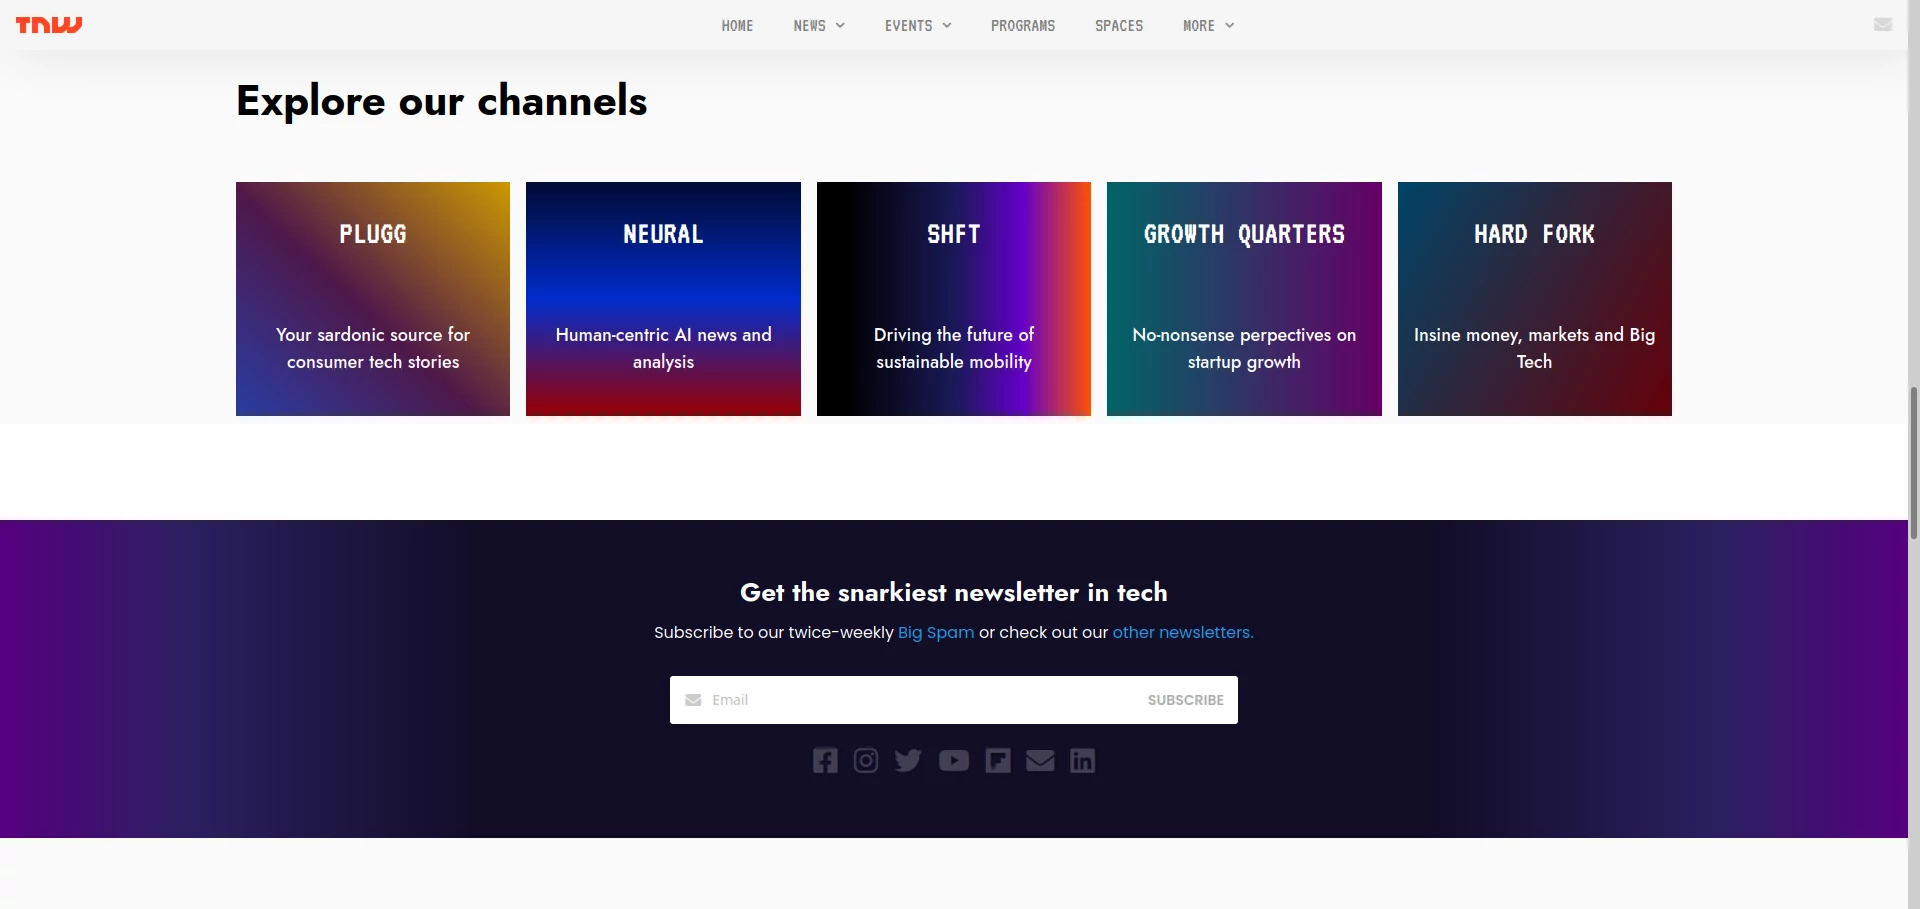 TNW
HOME NEWS EVENTS PROGRAMS SPACES MORE
Explore our channels
PLUGG
Your sardonic source for
consumer tech stories
NEURAL
Human-centric AI news and
analysis
SHFT
Driving the future of
sustainable mobility
GROWTH QUARTERS
No-nonsense perpectives on
startup growth
HARD FORK
Insine money, markets and Big
Tech
Get the snarkiest newsletter in tech
Subscribe to our twice-weekly Big Spam or check out our other newsletters.
Email SUBSCRIBE